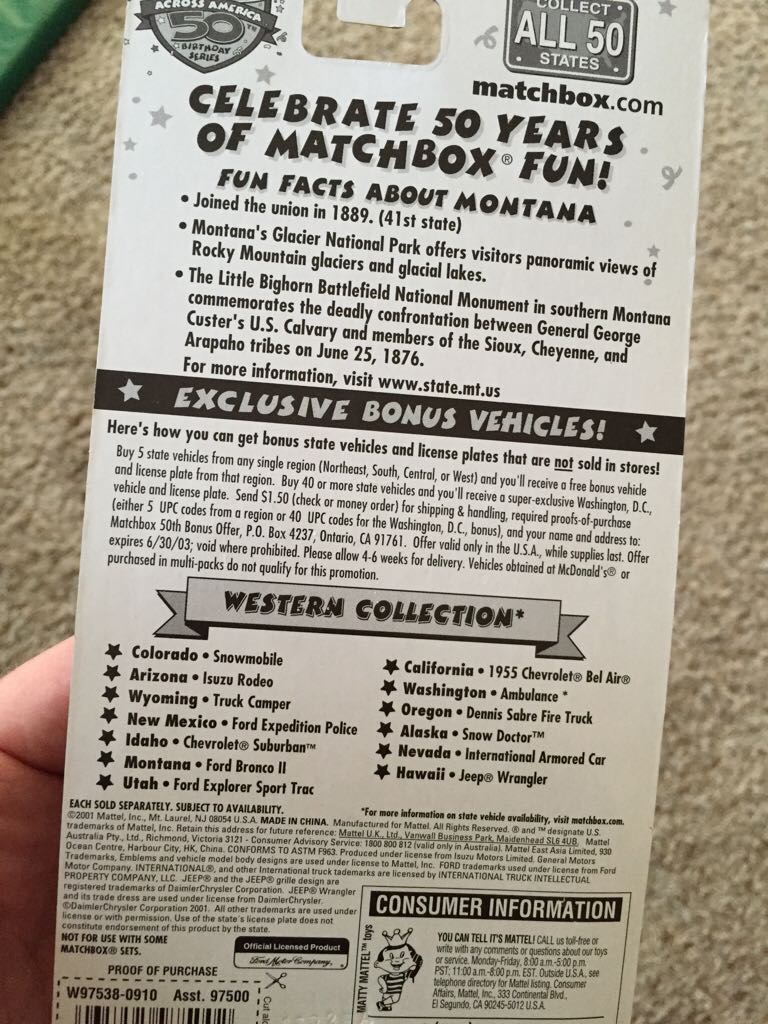 ACROSS AMERICA
50TM
BIRTHDAY
SERIES
COLLECT
ALL 50
STATES
matchbox.com
CELEBRATE 50 YEARS
OF MATCHBOX® FUN!
FUN FACTS ABOUT MONTANA
• Joined the union in 1889. (41st state)
• Montana's Glacier National Park offers visitors panoramic views of
Rocky Mountain glaciers and glacial lakes.
• The Little Bighorn Battlefield National Monument in southern Montana
commemorates the deadly confrontation between General George
Custer's U.S. Calvary and members of the Sioux, Cheyenne, and
Arapaho tribes on June 25, 1876.
For more information, visit www.state.mt.us
EXCLUSIVE BONUS VEHICLES!
Here's how you can get bonus state vehicles and license plates that are not sold in stores!
Buy 5 state vehicles from any single region (Northeast, South, Central, or West) and you'll receive a free bonus vehicle
and license plate from that region. Buy 40 or more state vehicles and you'll receive a super-exclusive Washington, D.C.,
vehicle and license plate. Send $1.50 (check or money order) for shipping & handling, required proofs-of-purchase
(either 5 UPC codes from a region or 40 UPC codes for the Washington, D.C., bonus), and your name and address to:
Matchbox 50th Bonus Offer, P.O. Box 4237, Ontario, CA 91761. Offer valid only in the U.S.A., while supplies last. Offer
expires 6/30/03; void where prohibited. Please allow 4-6 weeks for delivery. Vehicles obtained at McDonald's® or
purchased in multi-packs do not qualify for this promotion.
WESTERN COLLECTION*
Colorado • Snowmobile
Arizona • Isuzu Rodeo
Wyoming • Truck Camper
New Mexico • Ford Expedition Police
Idaho • Chevrolet® Suburban™
Montana • Ford Bronco II
Utah • Ford Explorer Sport Trac
California • 1955 Chevrolet® Bel Air®
Washington • Ambulance *
Oregon • Dennis Sabre Fire Truck
Alaska • Snow Doctor™
Nevada • International Armored Car
Hawaii • Jeep® Wrangler
EACH SOLD SEPARATELY. SUBJECT TO AVAILABILITY.
*For more information on state vehicle availability, visit matchbox.com.
©2001 Mattel, Inc., Mt. Laurel, NJ 08054 U.S.A. MADE IN CHINA. Manufactured for Mattel. All Rights Reserved. ® and ™ designate U.S.
trademarks of Mattel, Inc. Retain this address for future reference: Mattel U.K., Ltd., Vanwall Business Park, Maidenhead SL6 4UB. Mattel
Australia Pty., Ltd., Richmond, Victoria 3121 - Consumer Advisory Service: 1800 800 812 (valid only in Australia). Mattel East Asia Limited, 930
Ocean Centre, Harbour City, HK, China. CONFORMS TO ASTM F963. Produced under license from Isuzu Motors Limited. General Motors
Trademarks, Emblems and vehicle model body designs are used under license to Mattel, Inc. FORD trademarks used under license from Ford
Motor Company. INTERNATIONAL®, and other International truck trademarks are licensed by INTERNATIONAL TRUCK INTELLECTUAL
PROPERTY COMPANY, LLC. JEEP® and the JEEP® grille design are
registered trademarks of DaimlerChrysler Corporation. JEEP® Wrangler
and its trade dress are used under license from DaimlerChrysler.
©DaimlerChrysler Corporation 2001. All other trademarks are used under
license or with permission. Use of the state's license plate does not
constitute endorsement of this product by the state.
NOT FOR USE WITH SOME
MATCHBOX® SETS.
Official Licensed Product
Ford Motor Company.
PROOF OF PURCHASE
W97538-0910 Asst. 97500
CONSUMER INFORMATION
MATTY MATTEL™ toys
YOU CAN TELL IT'S MATTEL! CALL us toll-free or
write with any comments or questions about our toys
or service. Monday-Friday, 8:00 a.m.-5:00 p.m.
PST; 11:00 a.m.-8:00 p.m. EST. Outside U.S.A., see
telephone directory for Mattel listing. Consumer
Affairs, Mattel, Inc., 333 Continental Blvd.,
El Segundo, CA 90245-5012 U.S.A.